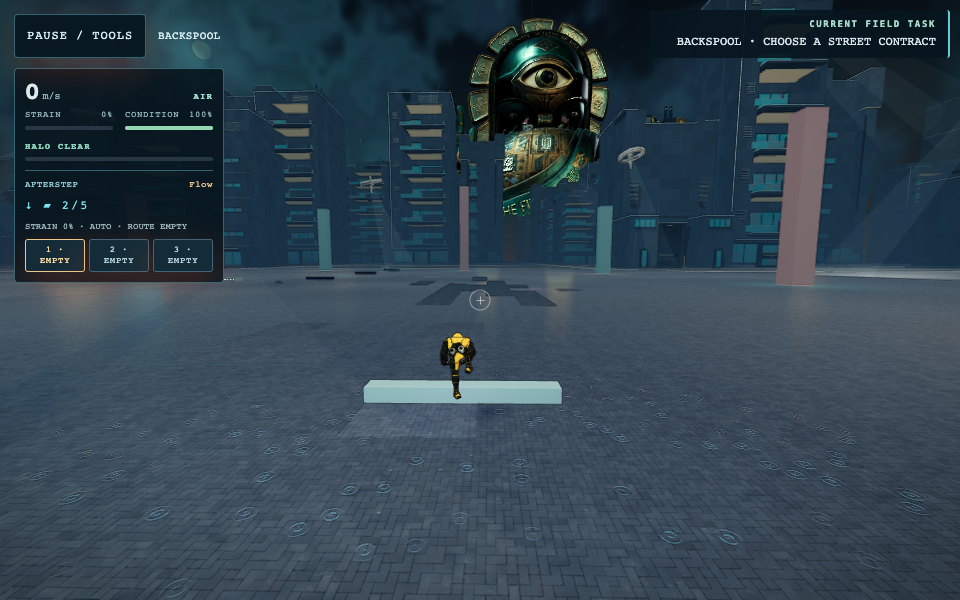 PAUSE / TOOLS
BACKSPOOL
CURRENT FIELD TASK
BACKSPOOL · CHOOSE A STREET CONTRACT
0 m/s
AIR
STRAIN 0%
CONDITION 100%
HALO CLEAR
AFTERSTEP
Flow
↓ ▰ 2/5
STRAIN 0% · AUTO · ROUTE EMPTY
1 · EMPTY
2 · EMPTY
3 · EMPTY